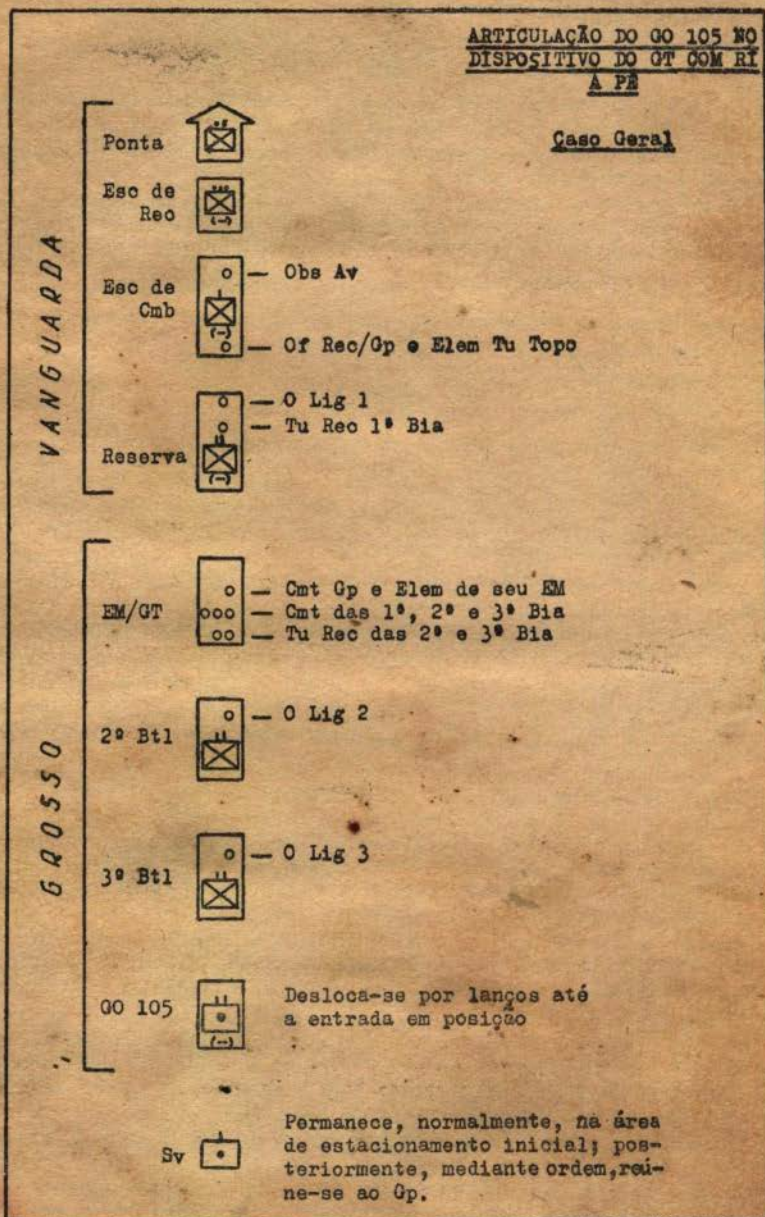 ARTICULAÇÃO DO GO 105 NO
DISPOSITIVO DO GT COM RI
A PÉ
Caso Geral
VANGUARDA
Ponta
Esc de
Rec
(-)
Esc de
Cmb
— Obs Av
(-)
— Of Rec/Gp e Elem Tu Topo
— O Lig 1
— Tu Rec 1ª Bia
Reserva
(-)
GROSSO
EM/GT
— Cmt Gp e Elem de seu EM
— Cmt das 1ª, 2ª e 3ª Bia
— Tu Rec das 2ª e 3ª Bia
2º Btl
— O Lig 2
3º Btl
— O Lig 3
GO 105
(-)
Desloca-se por lanços até
a entrada em posição
Sv
Permanece, normalmente, na área
de estacionamento inicial; pos-
teriormente, mediante ordem,reú-
ne-se ao Gp.